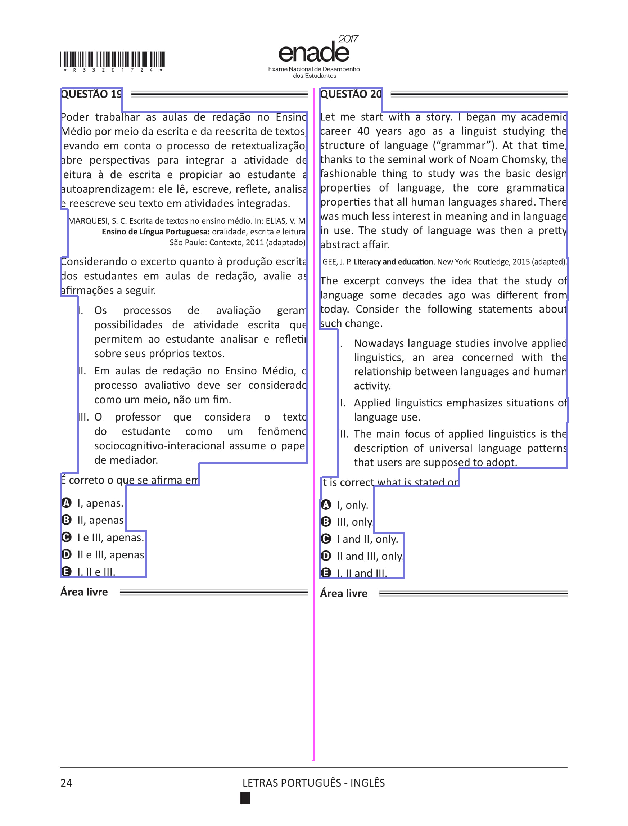 *R3320172​4*
enade 2017
Exame Nacional de Desempenho
dos Estudantes
QUESTÃO 19
Poder trabalhar as aulas de redação no Ensino
Médio por meio da escrita e da reescrita de textos,
levando em conta o processo de retextualização,
abre perspectivas para integrar a atividade de
leitura à de escrita e propiciar ao estudante a
autoaprendizagem: ele lê, escreve, reflete, analisa
e reescreve seu texto em atividades integradas.
MARQUESI, S. C. Escrita de textos no ensino médio. In: ELIAS, V. M.
Ensino de Língua Portuguesa: oralidade, escrita e leitura.
São Paulo: Contexto, 2011 (adaptado).
Considerando o excerto quanto à produção escrita
dos estudantes em aulas de redação, avalie as
afirmações a seguir.
I. Os processos de avaliação geram
possibilidades de atividade escrita que
permitem ao estudante analisar e refletir
sobre seus próprios textos.
II. Em aulas de redação no Ensino Médio, o
processo avaliativo deve ser considerado
como um meio, não um fim.
III. O professor que considera o texto
do estudante como um fenômeno
sociocognitivo-interacional assume o papel
de mediador.
É correto o que se afirma em
A I, apenas.
B II, apenas.
C I e III, apenas.
D II e III, apenas.
E I, II e III.
Área livre
QUESTÃO 20
Let me start with a story. I began my academic
career 40 years ago as a linguist studying the
structure of language (“grammar”). At that time,
thanks to the seminal work of Noam Chomsky, the
fashionable thing to study was the basic design
properties of language, the core grammatical
properties that all human languages shared. There
was much less interest in meaning and in language
in use. The study of language was then a pretty
abstract affair.
GEE, J. P. Literacy and education. New York: Routledge, 2015 (adapted).
The excerpt conveys the idea that the study of
language some decades ago was different from
today. Consider the following statements about
such change.
I. Nowadays language studies involve applied
linguistics, an area concerned with the
relationship between languages and human
activity.
II. Applied linguistics emphasizes situations of
language use.
III. The main focus of applied linguistics is the
description of universal language patterns
that users are supposed to adopt.
It is correct what is stated on
A I, only.
B III, only.
C I and II, only.
D II and III, only.
E I, II and III.
Área livre
24
LETRAS PORTUGUÊS - INGLÊS